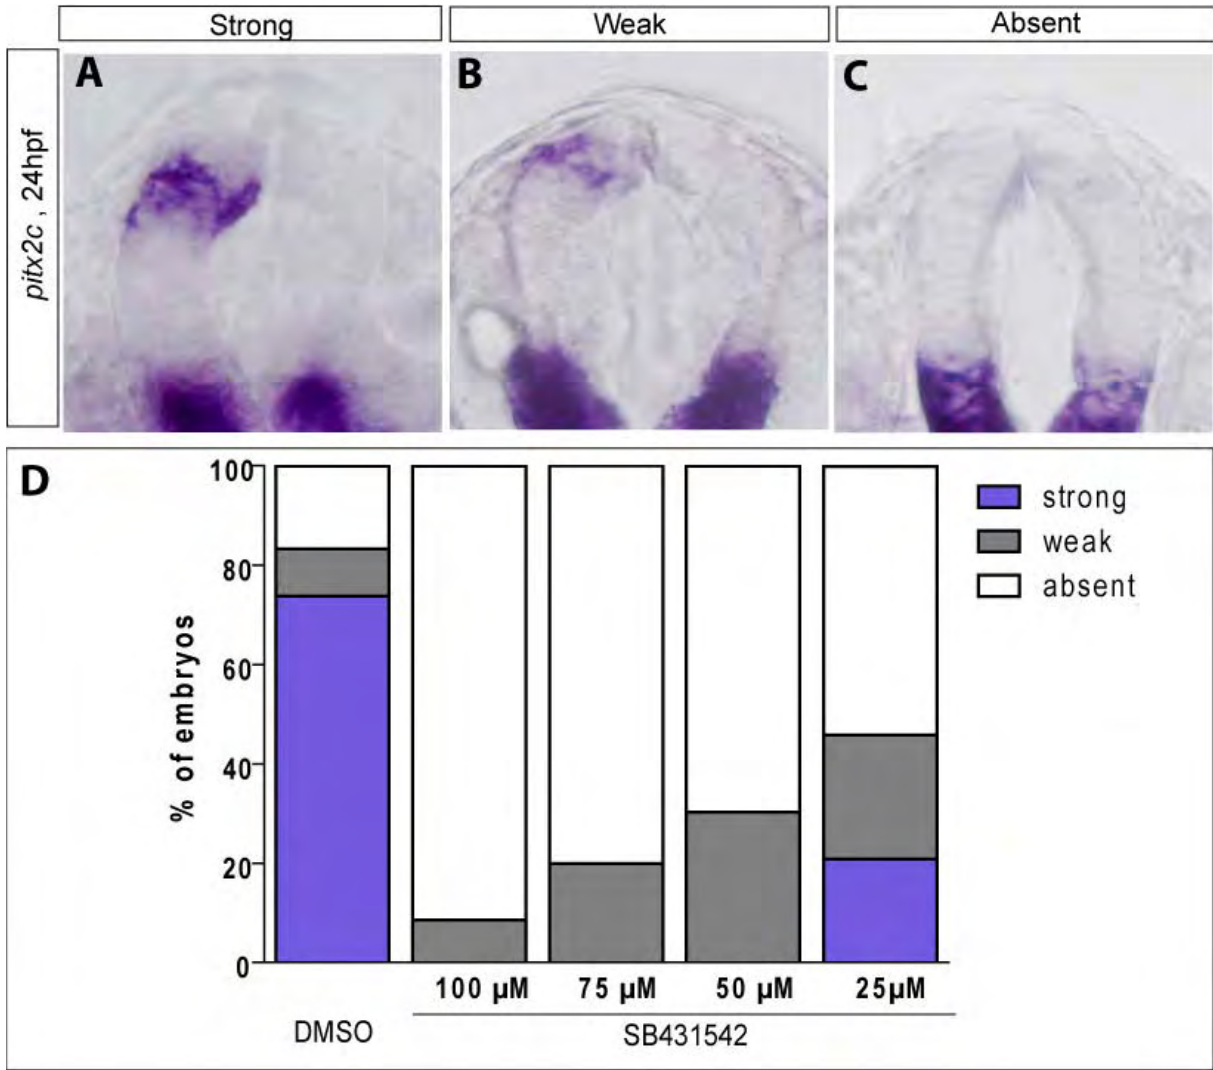 Strong
Weak
Absent
pitx2c , 24hpf
A
B
C
D
100
80
60
40
20
0
% of embryos
strong
weak
absent
100 µM
75 µM
50 µM
25µM
DMSO
SB431542